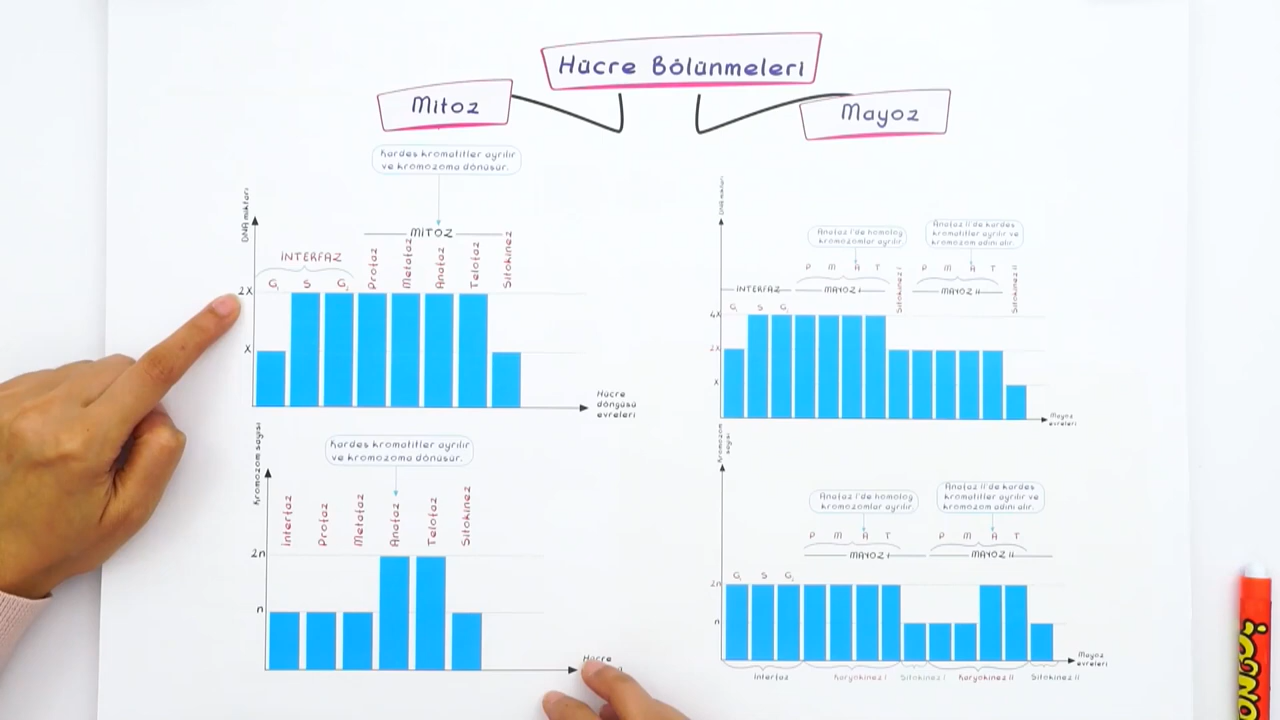 Hücre Bölünmeleri
Mitoz
Mayoz
Kardeş kromatitler ayrılır
ve kromozoma dönüşür.
DNA miktarı
MİTOZ
İNTERFAZ
G₁ S G₂
Profaz
Metafaz
Anafaz
Telofaz
Sitokinez
2X
X
Hücre
döngüsü
evreleri
Kromozom sayısı
Kardeş kromatitler ayrılır
ve kromozoma dönüşür.
İnterfaz
Profaz
Metafaz
Anafaz
Telofaz
Sitokinez
2n
n
Hücre
DNA miktarı
Anafaz I'de homolog
kromozomlar ayrılır.
Anafaz II'de kardeş
kromatitler ayrılır ve
kromozom adını alır.
P M A T
P M A T
İNTERFAZ
MAYOZ I
Sitokinez I
MAYOZ II
Sitokinez II
G₁ S G₂
4X
2X
X
Mayoz
evreleri
Kromozom
sayısı
Anafaz I'de homolog
kromozomlar ayrılır.
Anafaz II'de kardeş
kromatitler ayrılır ve
kromozom adını alır.
P M A T
P M A T
MAYOZ I
MAYOZ II
G₁ S G₂
2n
n
Mayoz
evreleri
İnterfaz
Karyokinez I
Sitokinez I
Karyokinez II
Sitokinez II